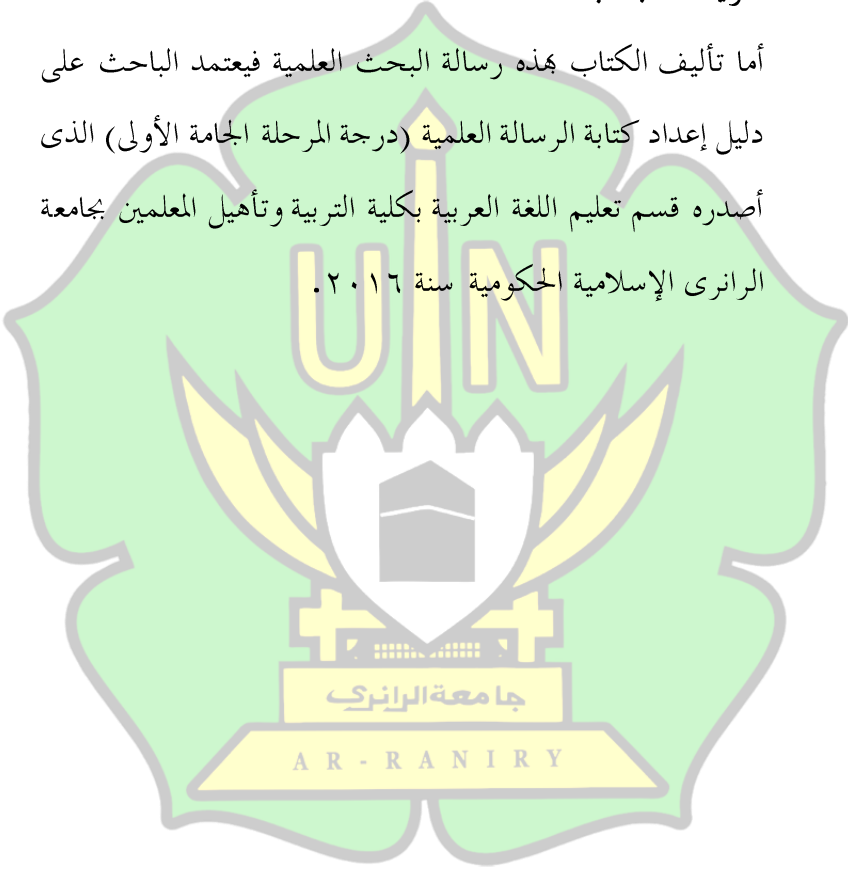 أما تأليف الكتاب بهذه رسالة البحث العلمية فيعتمد الباحث على
دليل إعداد كتابة الرسالة العلمية (درجة المرحلة الجامة الأولى) الذى
أصدره قسم تعليم اللغة العربية بكلية التربية وتأهيل المعلمين بجامعة
الرانرى الإسلامية الحكومية سنة ٢٠١٦.
UIN
جامعة الرانري
AR-RANIRY